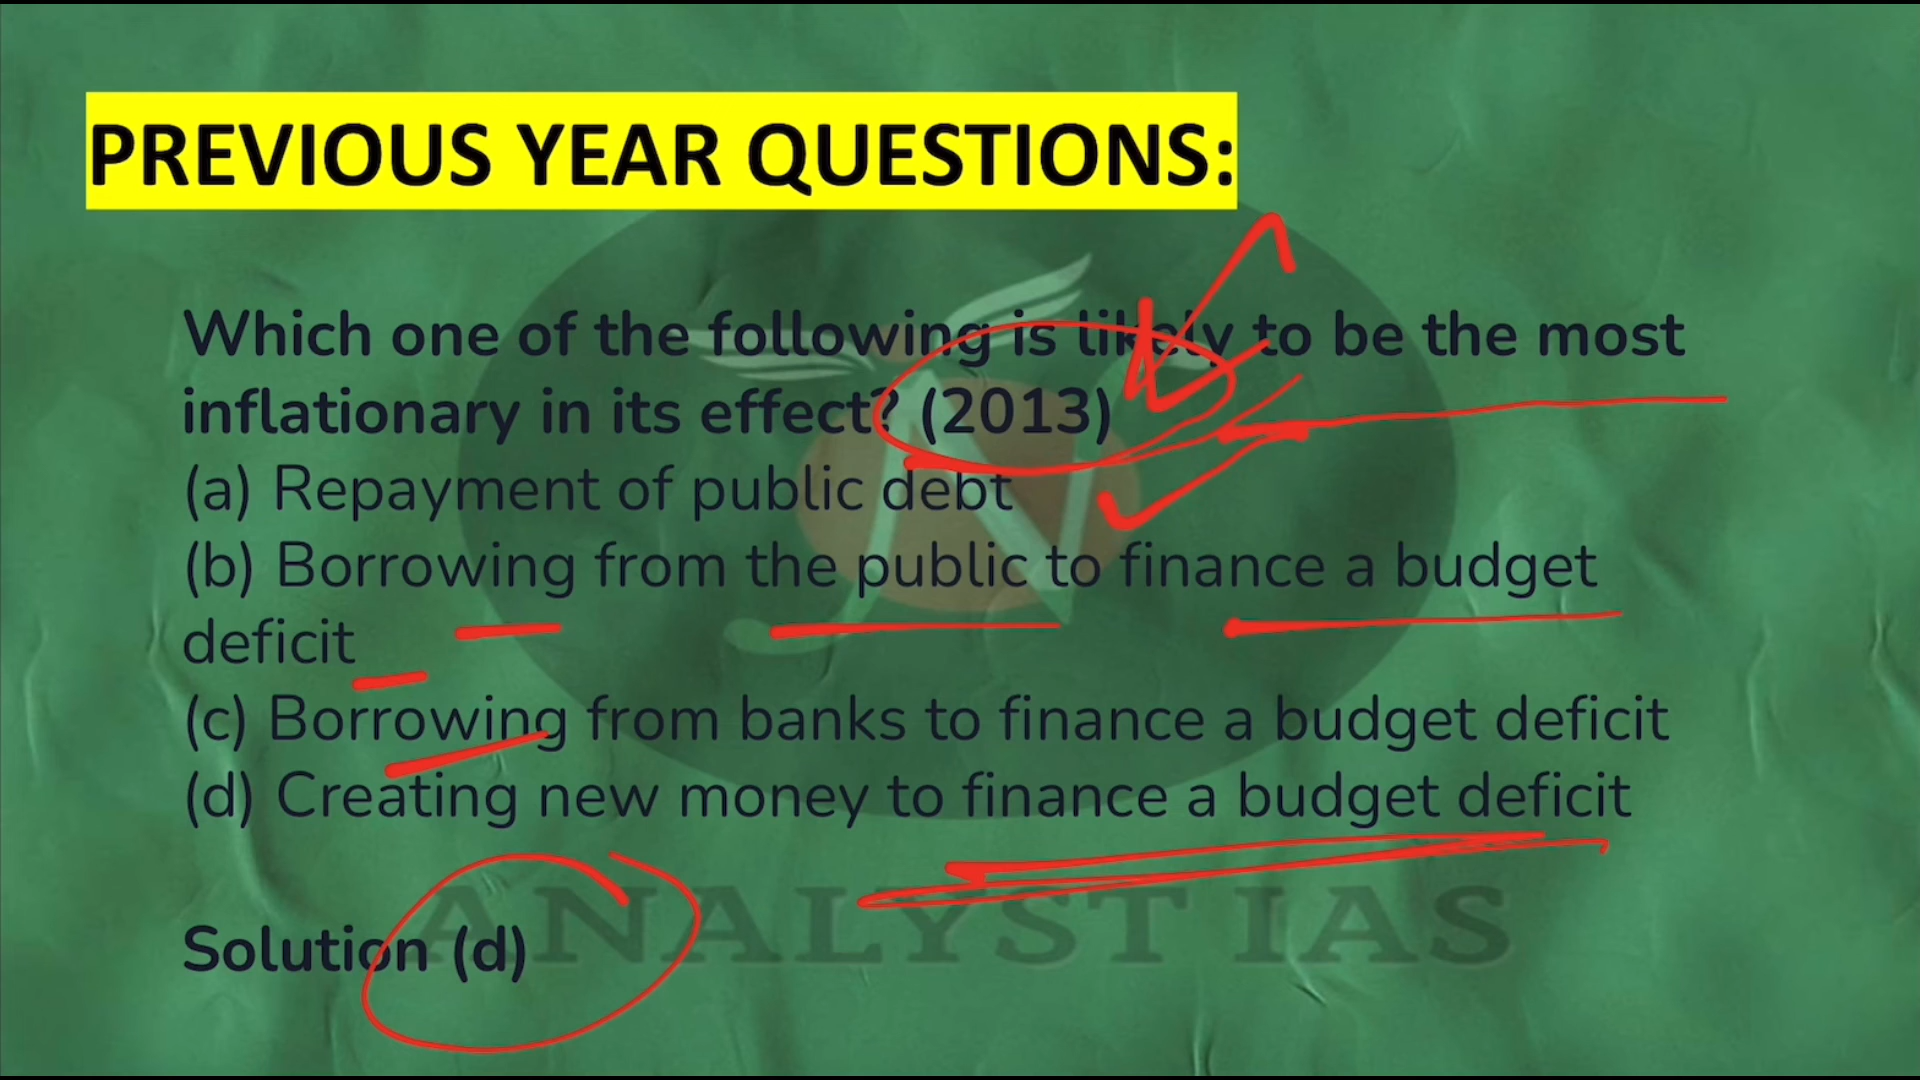 PREVIOUS YEAR QUESTIONS:
Which one of the following is likely to be the most
inflationary in its effect? (2013)
(a) Repayment of public debt
(b) Borrowing from the public to finance a budget
deficit
(c) Borrowing from banks to finance a budget deficit
(d) Creating new money to finance a budget deficit
ANALYST IAS
Solution (d)